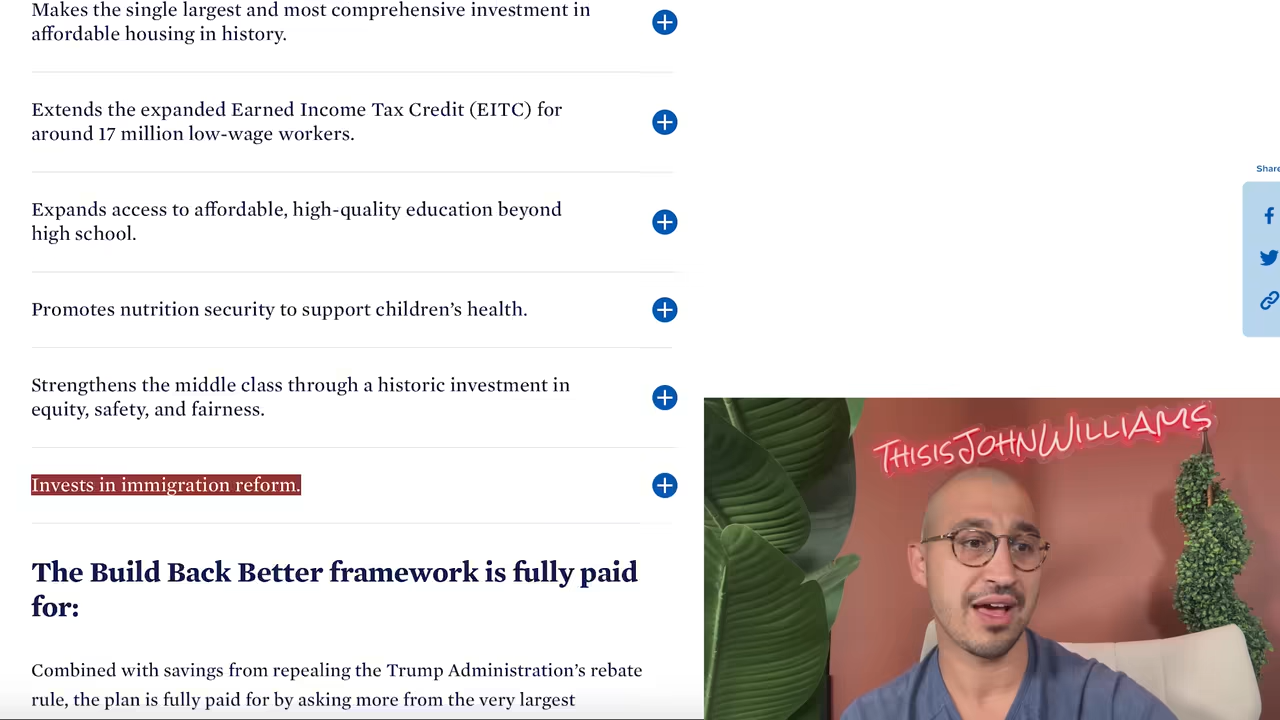 Makes the single largest and most comprehensive investment in
affordable housing in history.
Extends the expanded Earned Income Tax Credit (EITC) for
around 17 million low-wage workers.
Expands access to affordable, high-quality education beyond
high school.
Promotes nutrition security to support children’s health.
Strengthens the middle class through a historic investment in
equity, safety, and fairness.
Invests in immigration reform.
The Build Back Better framework is fully paid
for:
Combined with savings from repealing the Trump Administration’s rebate
rule, the plan is fully paid for by asking more from the very largest
Share
THISISJOHNWILLIAMS